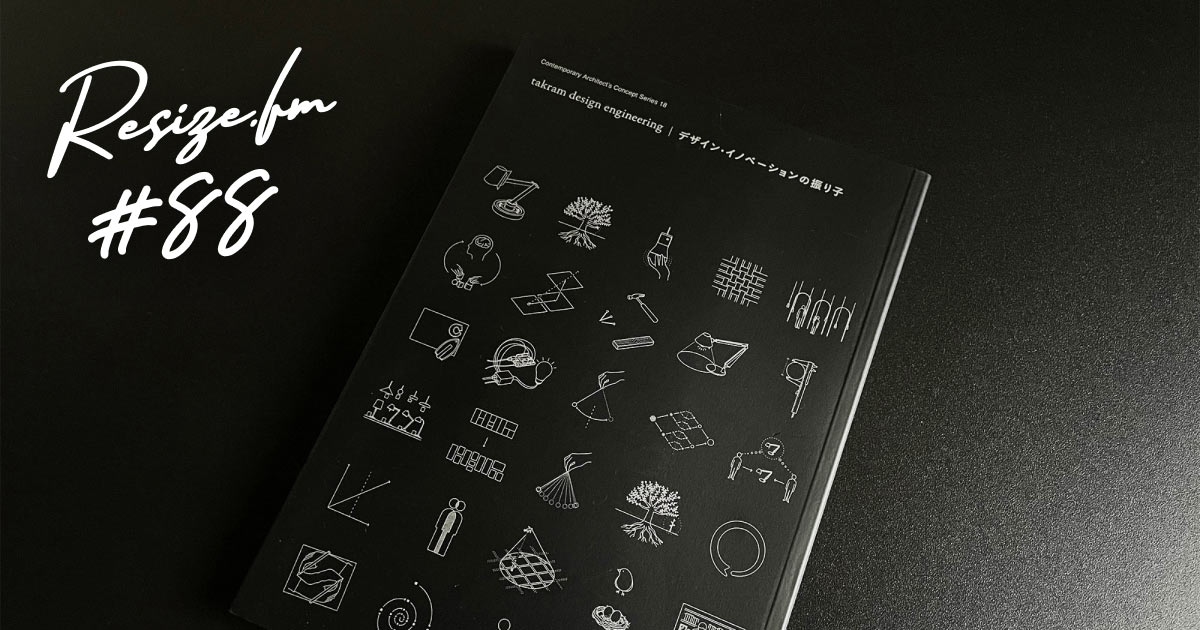 Resize.fm
#88
Contemporary Architect's Concept Series 18
takram design engineering | デザイン・イノベーションの振り子